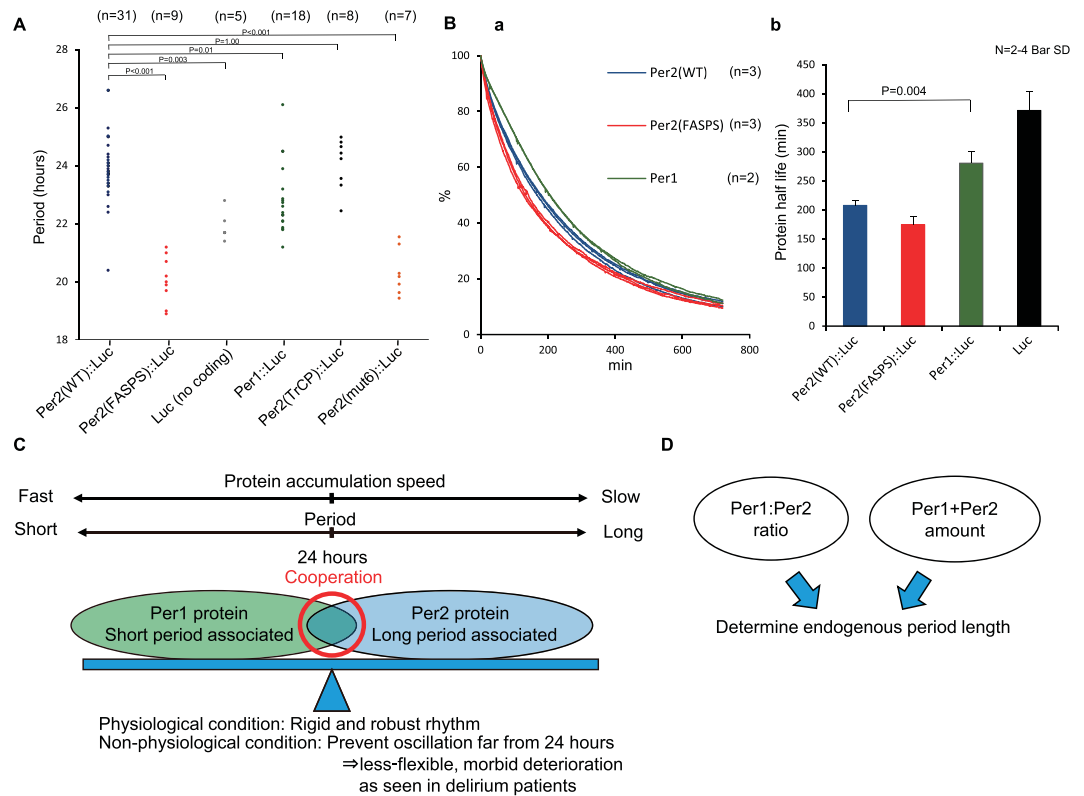 A
(n=31) (n=9) (n=5) (n=18) (n=8) (n=7)
P<0.001
P=1.00
P=0.01
P=0.003
P<0.001
Period (hours)
28
26
24
22
20
18
Per2(WT)::Luc
Per2(FASPS)::Luc
Luc (no coding)
Per1::Luc
Per2(TrCP)::Luc
Per2(mut6)::Luc
B
a
%
100
80
60
40
20
0
0 200 400 600 800
min
Per2(WT) (n=3)
Per2(FASPS) (n=3)
Per1 (n=2)
b
N=2-4 Bar SD
P=0.004
Protein half life (min)
450
400
350
300
250
200
150
100
50
0
Per2(WT)::Luc
Per2(FASPS)::Luc
Per1::Luc
Luc
C
Protein accumulation speed
Fast Slow
Period
Short Long
24 hours
Cooperation
Per1 protein
Short period associated
Per2 protein
Long period associated
Physiological condition: Rigid and robust rhythm
Non-physiological condition: Prevent oscillation far from 24 hours
⇒less-flexible, morbid deterioration
as seen in delirium patients
D
Per1:Per2
ratio
Per1+Per2
amount
Determine endogenous period length